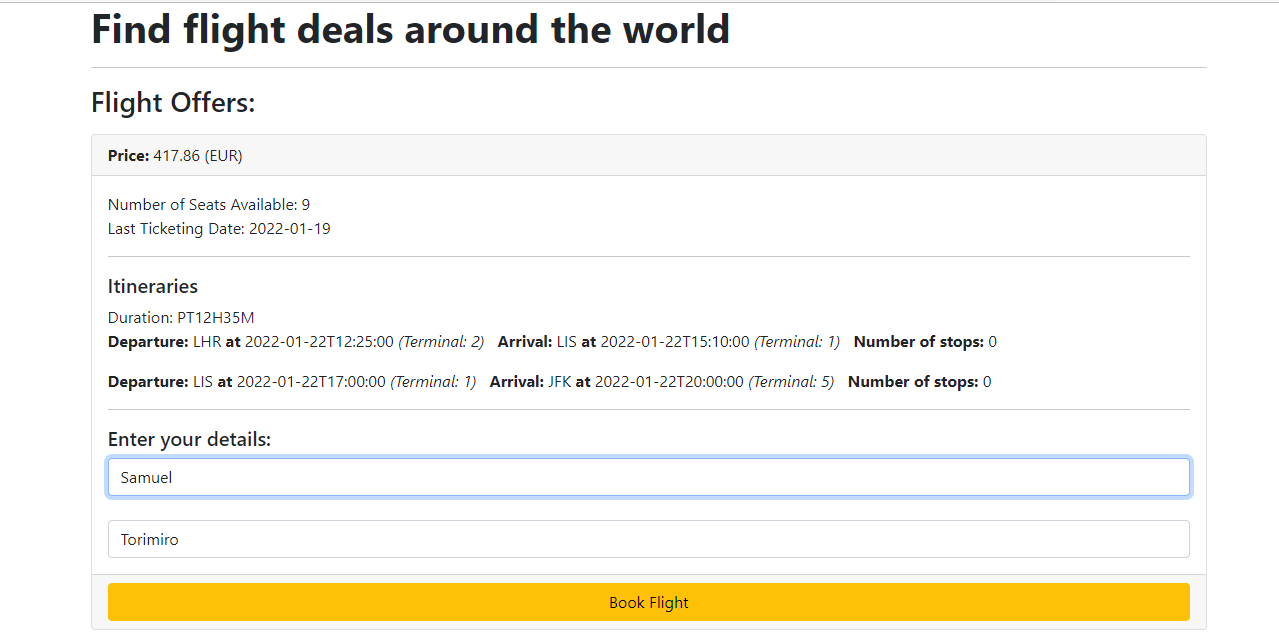 Find flight deals around the world
Flight Offers:
Price: 417.86 (EUR)
Number of Seats Available: 9
Last Ticketing Date: 2022-01-19
Itineraries
Duration: PT12H35M
Departure: LHR at 2022-01-22T12:25:00 (Terminal: 2) Arrival: LIS at 2022-01-22T15:10:00 (Terminal: 1) Number of stops: 0
Departure: LIS at 2022-01-22T17:00:00 (Terminal: 1) Arrival: JFK at 2022-01-22T20:00:00 (Terminal: 5) Number of stops: 0
Enter your details:
Samuel
Torimiro
Book Flight